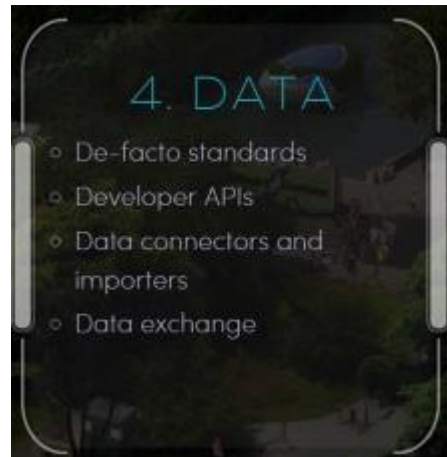 4. DATA
De-facto standards
Developer APIs
Data connectors and
importers
Data exchange